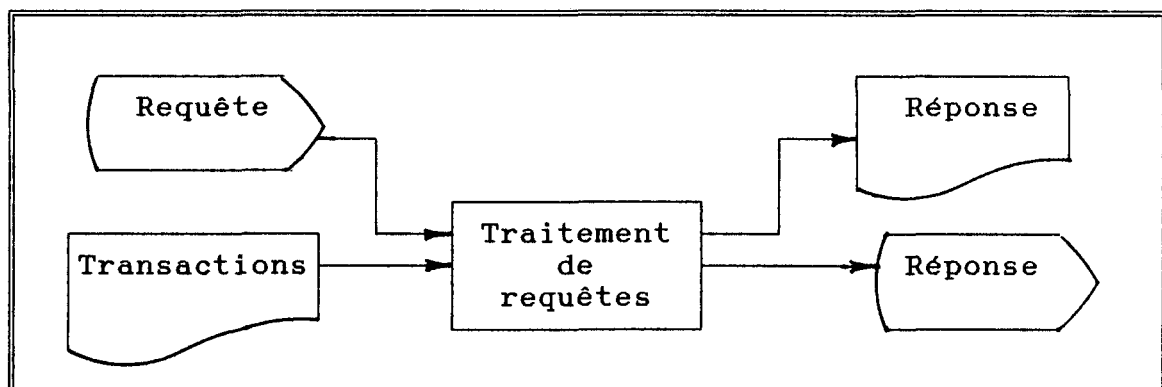 Requête
Réponse
Transactions
Traitement
de
requêtes
Réponse